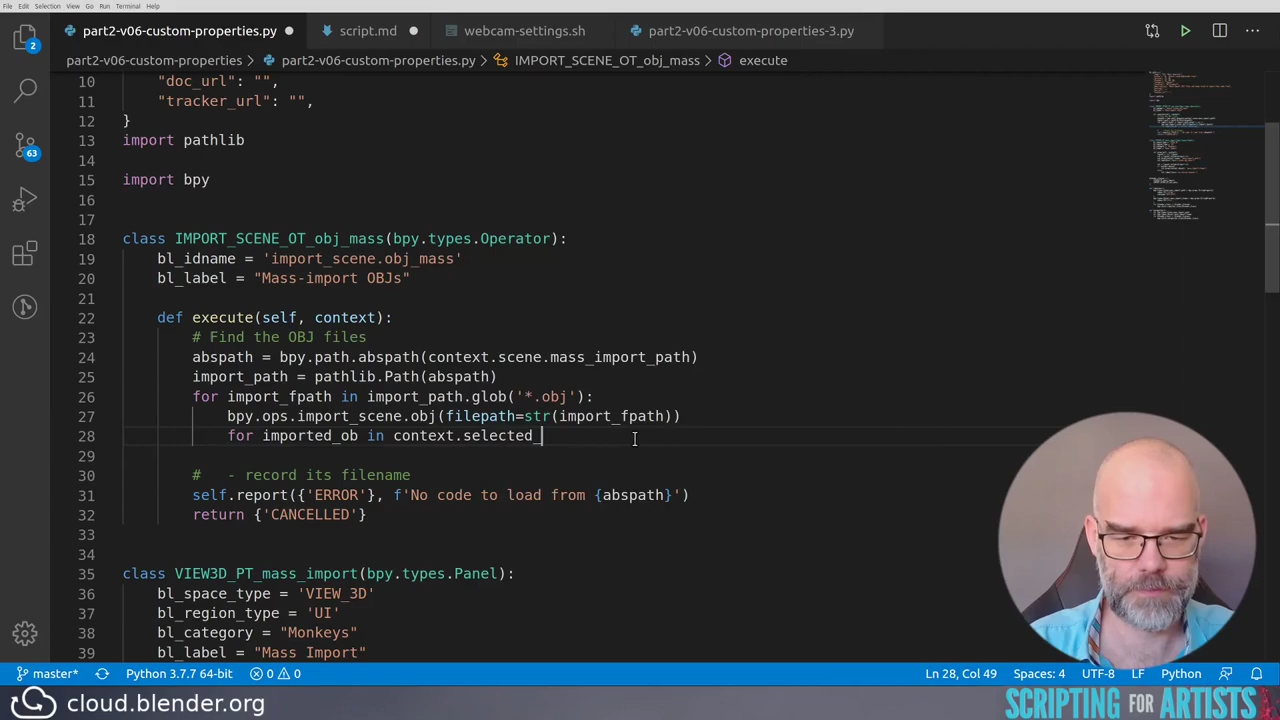 File Edit Selection View Go Run Terminal Help
part2-v06-custom-properties.py script.md webcam-settings.sh part2-v06-custom-properties-3.py
part2-v06-custom-properties > part2-v06-custom-properties.py > IMPORT_SCENE_OT_obj_mass > execute
2
63
10 "doc_url": "",
11 "tracker_url": "",
12 }
13 import pathlib
14
15 import bpy
16
17
18 class IMPORT_SCENE_OT_obj_mass(bpy.types.Operator):
19 bl_idname = 'import_scene.obj_mass'
20 bl_label = "Mass-import OBJs"
21
22 def execute(self, context):
23 # Find the OBJ files
24 abspath = bpy.path.abspath(context.scene.mass_import_path)
25 import_path = pathlib.Path(abspath)
26 for import_fpath in import_path.glob('*.obj'):
27 bpy.ops.import_scene.obj(filepath=str(import_fpath))
28 for imported_ob in context.selected_
29
30 # - record its filename
31 self.report({'ERROR'}, f'No code to load from {abspath}')
32 return {'CANCELLED'}
33
34
35 class VIEW3D_PT_mass_import(bpy.types.Panel):
36 bl_space_type = 'VIEW_3D'
37 bl_region_type = 'UI'
38 bl_category = "Monkeys"
39 bl_label = "Mass Import"
master* Python 3.7.7 64-bit 0 0 Ln 28, Col 49 Spaces: 4 UTF-8 LF Python
cloud.blender.org SCRIPTING FOR ARTISTS